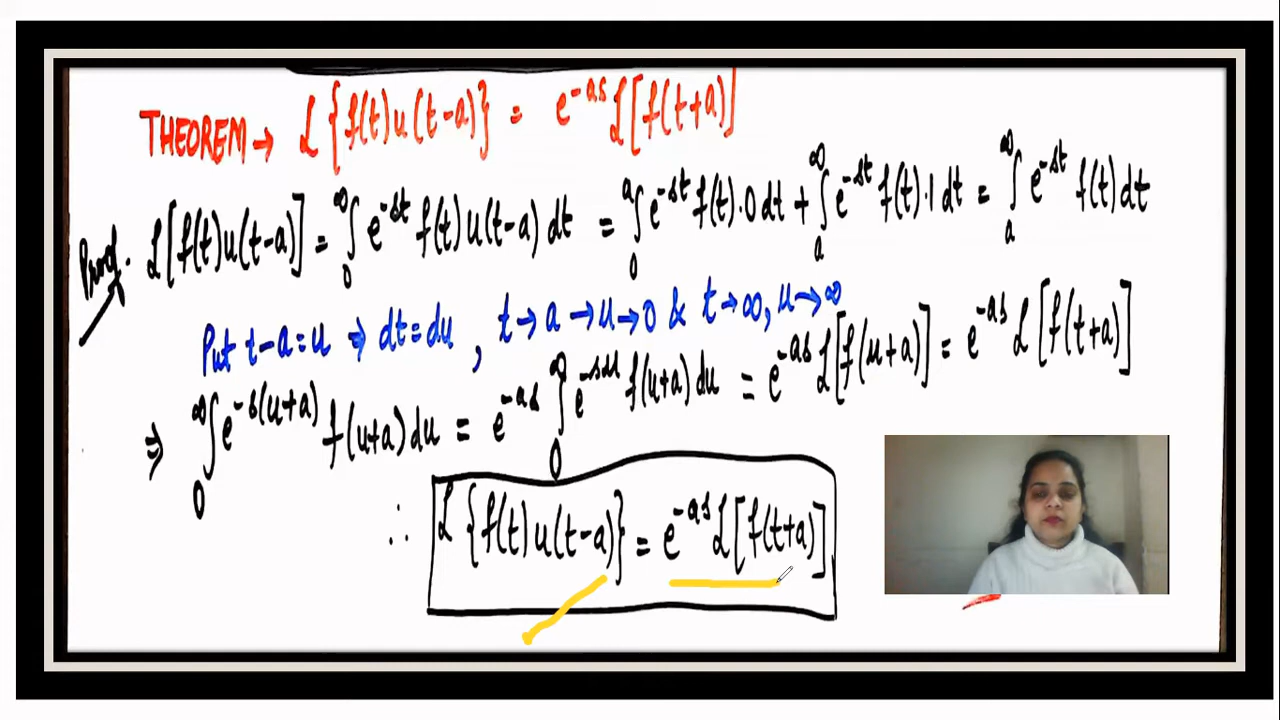 THEOREM → ℒ{f(t)u(t-a)} = e^{-as} ℒ[f(t+a)]
Proof. ℒ[f(t)u(t-a)] = ∫_0^∞ e^{-st} f(t) u(t-a) dt = ∫_0^a e^{-st} f(t)·0 dt + ∫_a^∞ e^{-st} f(t)·1 dt = ∫_a^∞ e^{-st} f(t) dt
Put t-a=u ⇒ dt=du, t→a→u→0 & t→∞, u→∞
⇒ ∫_0^∞ e^{-s(u+a)} f(u+a) du = e^{-as} ∫_0^∞ e^{-su} f(u+a) du = e^{-as} ℒ[f(u+a)] = e^{-as} ℒ[f(t+a)]
∴ ℒ{f(t)u(t-a)} = e^{-as} ℒ[f(t+a)]